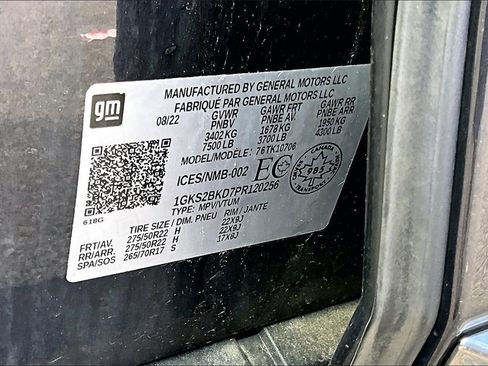 gm
MANUFACTURED BY GENERAL MOTORS LLC
FABRIQUÉ PAR GENERAL MOTORS LLC
08/22 GVWR GAWR FRT GAWR RR
PNBV PNBE AV PNBE ARR
3402 KG 1678 KG 1950 KG
7500 LB 3700 LB 4300 LB
MODEL/MODÈLE: 76TK10706
ICES/NMB-002 EC CANADA 985
1GKS2BKD7PR120256
618G TYPE: MPV/VTUM
TIRE SIZE / DIM. PNEU RIM / JANTE
FRT/AV. 275/50R22 H 22X9J
RR/ARR 275/50R22 H 22X9J
SPA/SOS 265/70R17 S 17X8J